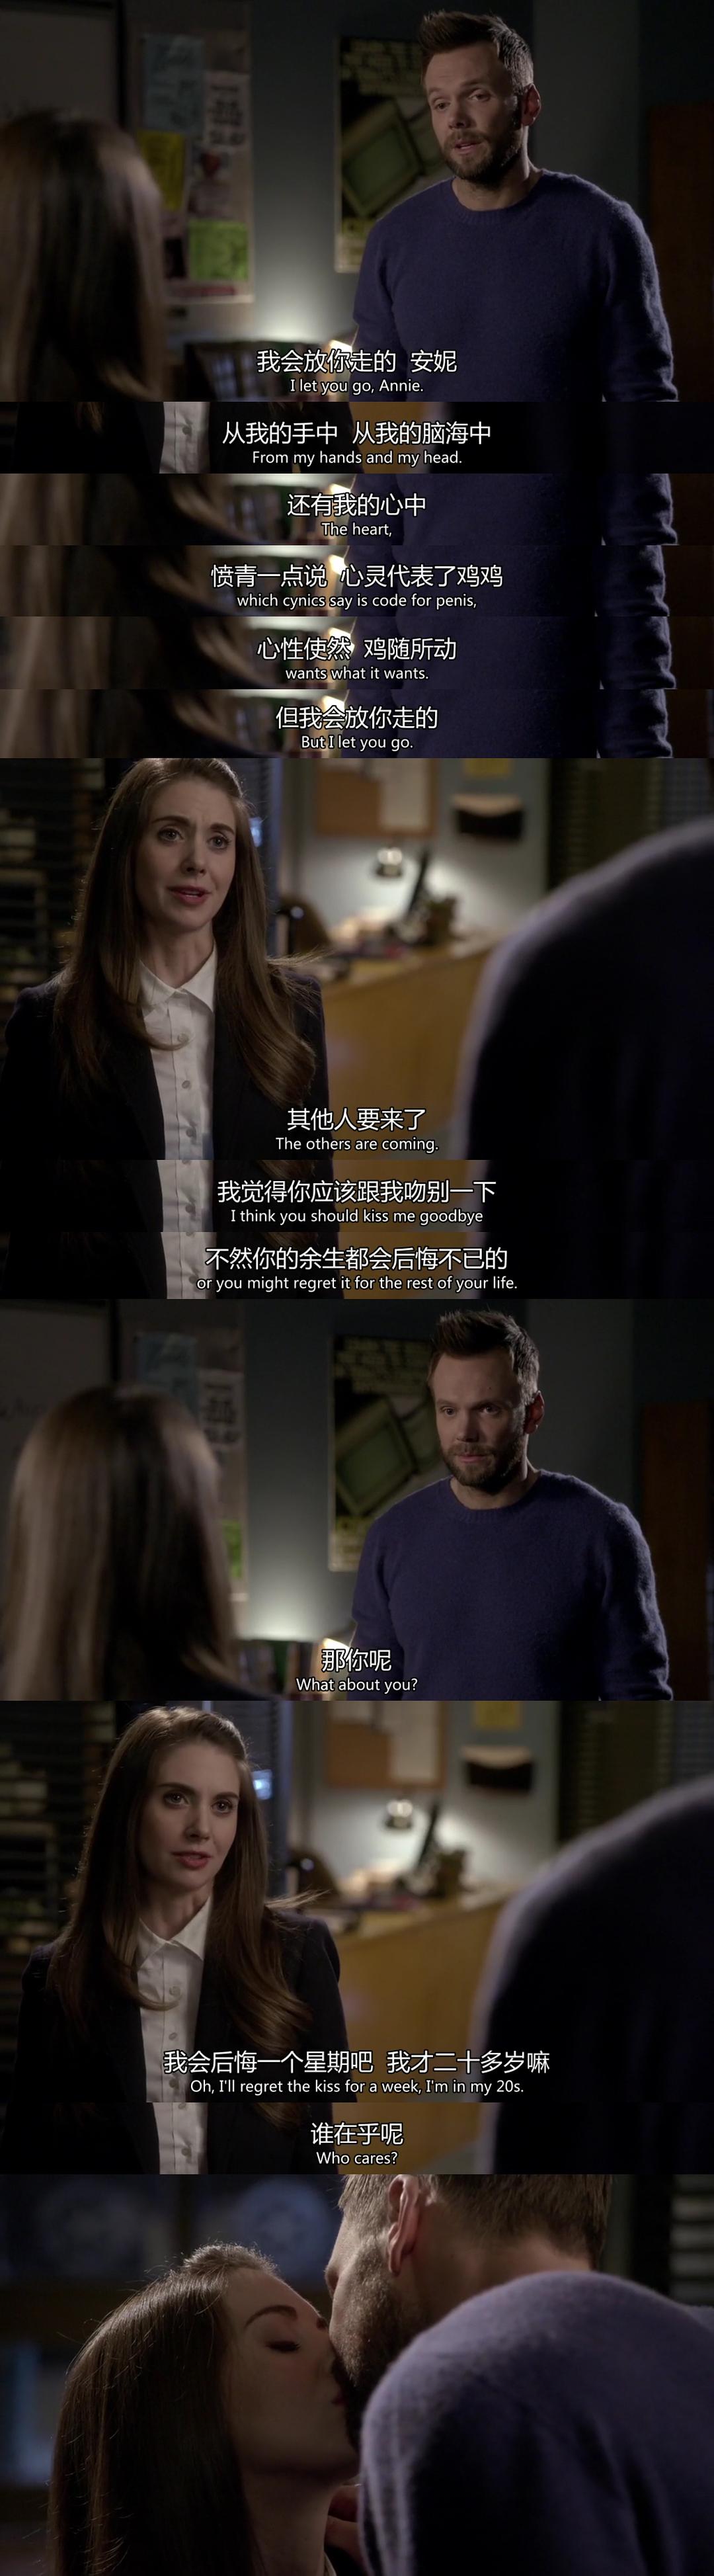 我会放你走的 安妮
I let you go, Annie.
从我的手中 从我的脑海中
From my hands and my head.
还有我的心中
The heart,
愤青一点说 心灵代表了鸡鸡
which cynics say is code for penis,
心性使然 鸡随所动
wants what it wants.
但我会放你走的
But I let you go.
其他人要来了
The others are coming.
我觉得你应该跟我吻别一下
I think you should kiss me goodbye
不然你的余生都会后悔不已的
or you might regret it for the rest of your life.
那你呢
What about you?
我会后悔一个星期吧 我才二十多岁嘛
Oh, I'll regret the kiss for a week, I'm in my 20s.
谁在乎呢
Who cares?